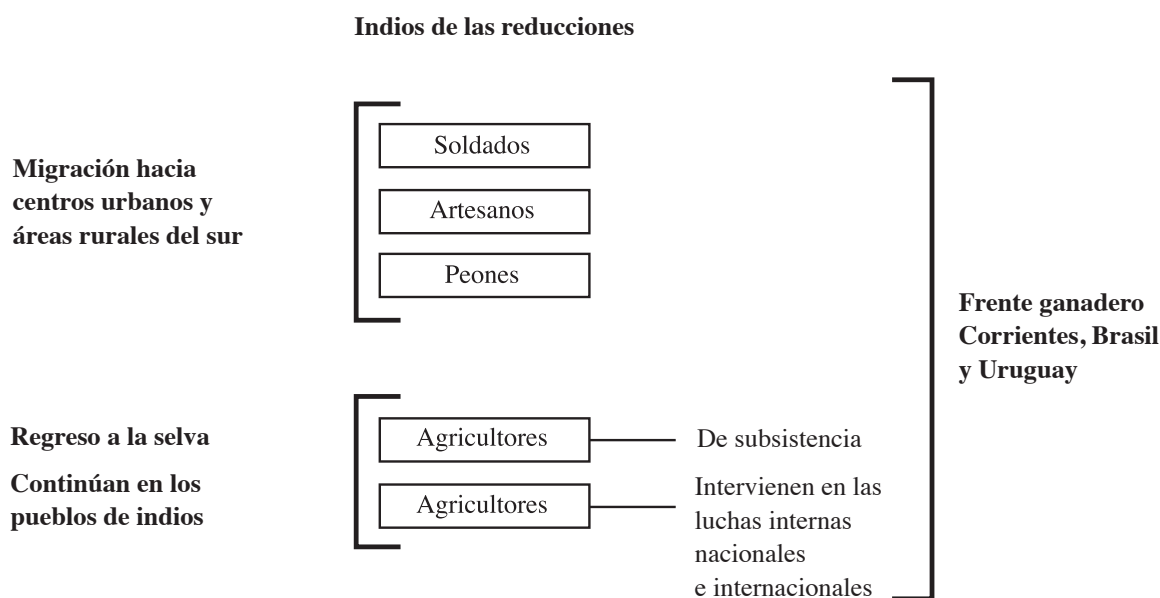 Indios de las reducciones
Migración hacia
centros urbanos y
áreas rurales del sur
Soldados
Artesanos
Peones
Regreso a la selva
Continúan en los
pueblos de indios
Agricultores
De subsistencia
Agricultores
Intervienen en las
luchas internas
nacionales
e internacionales
Frente ganadero
Corrientes, Brasil
y Uruguay